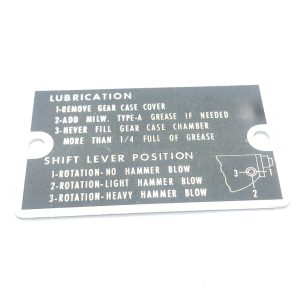 LUBRICATION
1-REMOVE GEAR CASE COVER
2-ADD MILW. TYPE-A GREASE IF NEEDED
3-NEVER FILL GEAR CASE CHAMBER
MORE THAN 1/4 FULL OF GREASE
SHIFT LEVER POSITION
1-ROTATION-NO HAMMER BLOW
2-ROTATION-LIGHT HAMMER BLOW
3-ROTATION-HEAVY HAMMER BLOW
1
3
2